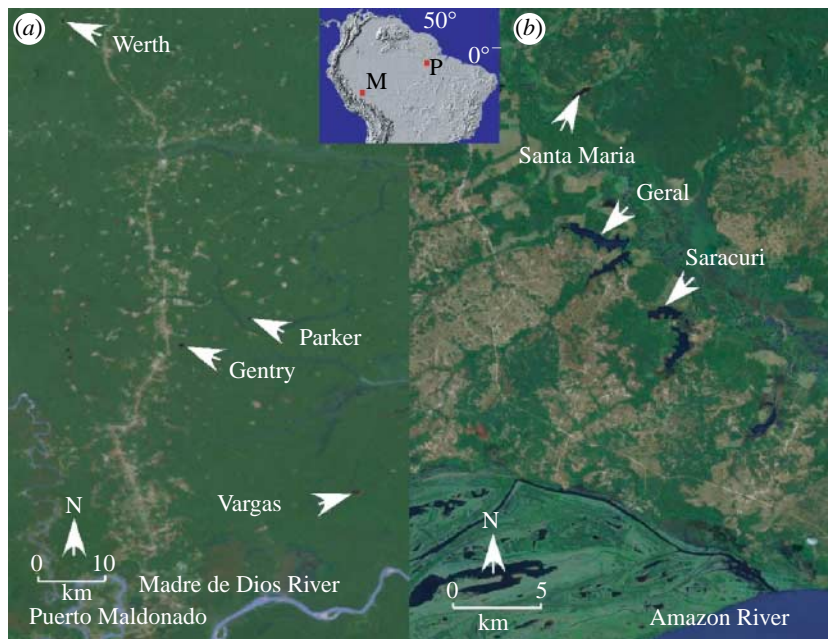 (a)
Werth
Parker
Gentry
Vargas
N
0 10
km
Madre de Dios River
Puerto Maldonado
50°
0°
M
P
(b)
Santa Maria
Geral
Saracuri
N
0 5
km
Amazon River